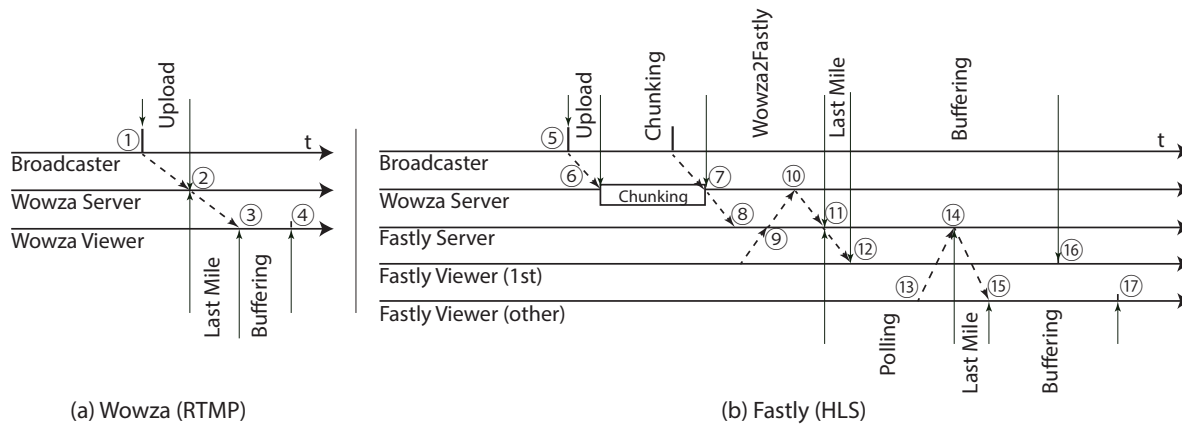 Upload
①
t
Broadcaster
②
Wowza Server
③
④
Wowza Viewer
Last Mile
Buffering
(a) Wowza (RTMP)
Upload
Chunking
Wowza2Fastly
Last Mile
Buffering
⑤
t
Broadcaster
⑥
⑦
⑩
Wowza Server
Chunking
⑧
⑨
⑪
⑭
Fastly Server
⑫
⑯
Fastly Viewer (1st)
⑬
⑮
⑰
Fastly Viewer (other)
Polling
Last Mile
Buffering
(b) Fastly (HLS)